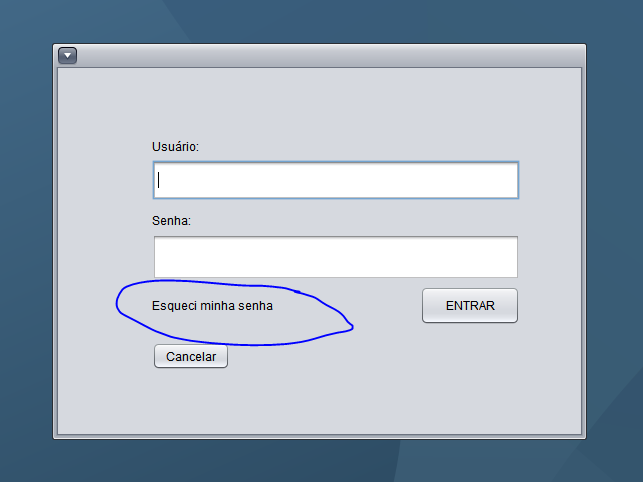 Usuário:
Senha:
Esqueci minha senha
ENTRAR
Cancelar